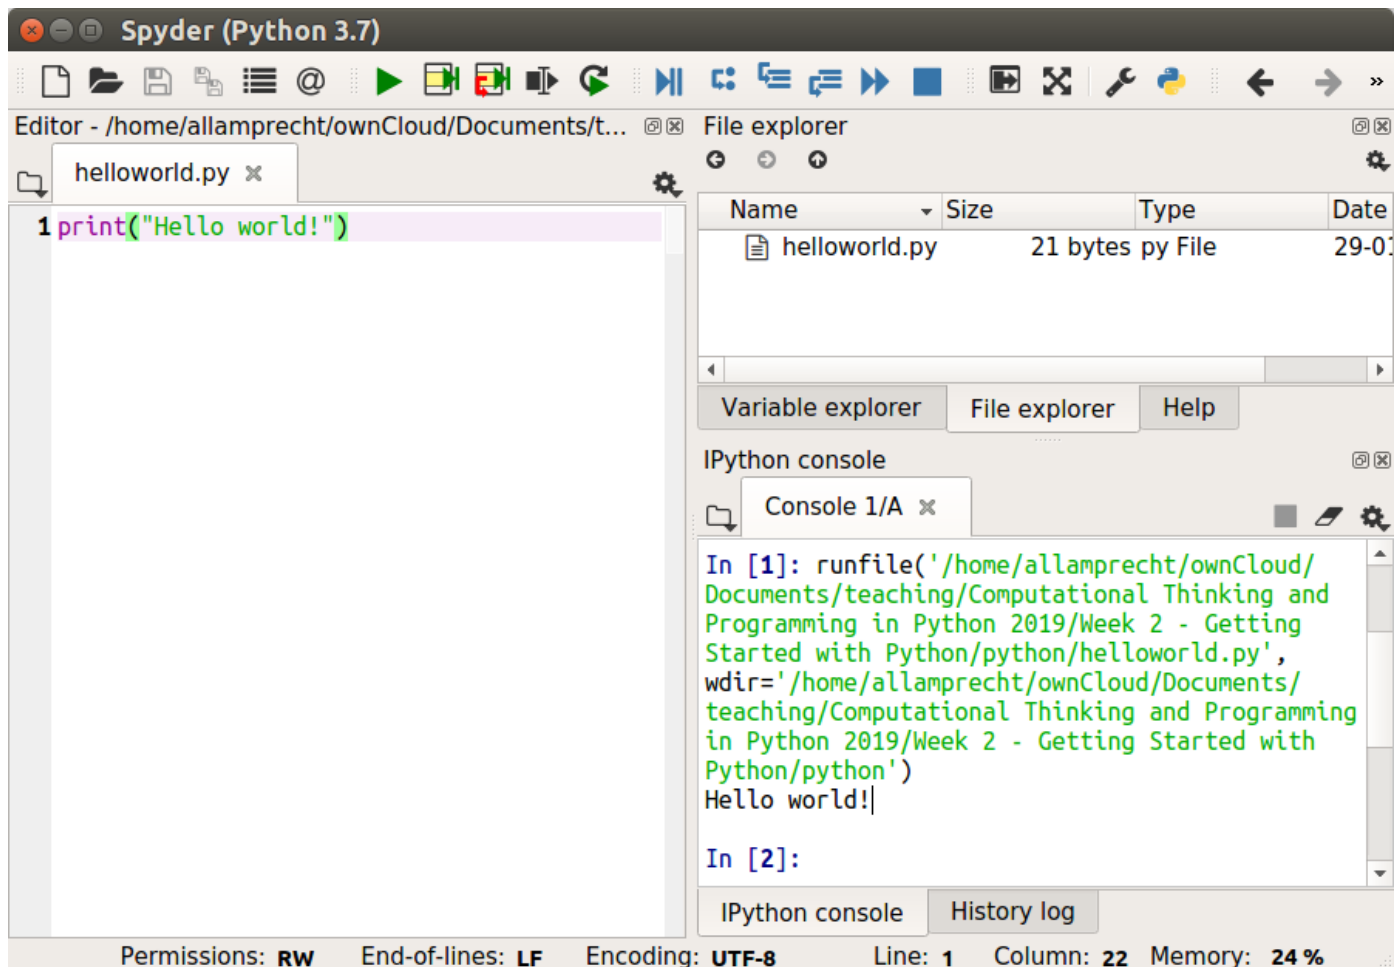 Spyder (Python 3.7)
Editor - /home/allamprecht/ownCloud/Documents/t...
helloworld.py
1 print("Hello world!")
File explorer
Name Size Type Date
helloworld.py 21 bytes py File 29-01
Variable explorer File explorer Help
IPython console
Console 1/A
In [1]: runfile('/home/allamprecht/ownCloud/
Documents/teaching/Computational Thinking and
Programming in Python 2019/Week 2 - Getting
Started with Python/python/helloworld.py',
wdir='/home/allamprecht/ownCloud/Documents/
teaching/Computational Thinking and Programming
in Python 2019/Week 2 - Getting Started with
Python/python')
Hello world!
In [2]:
IPython console History log
Permissions: RW End-of-lines: LF Encoding: UTF-8 Line: 1 Column: 22 Memory: 24 %